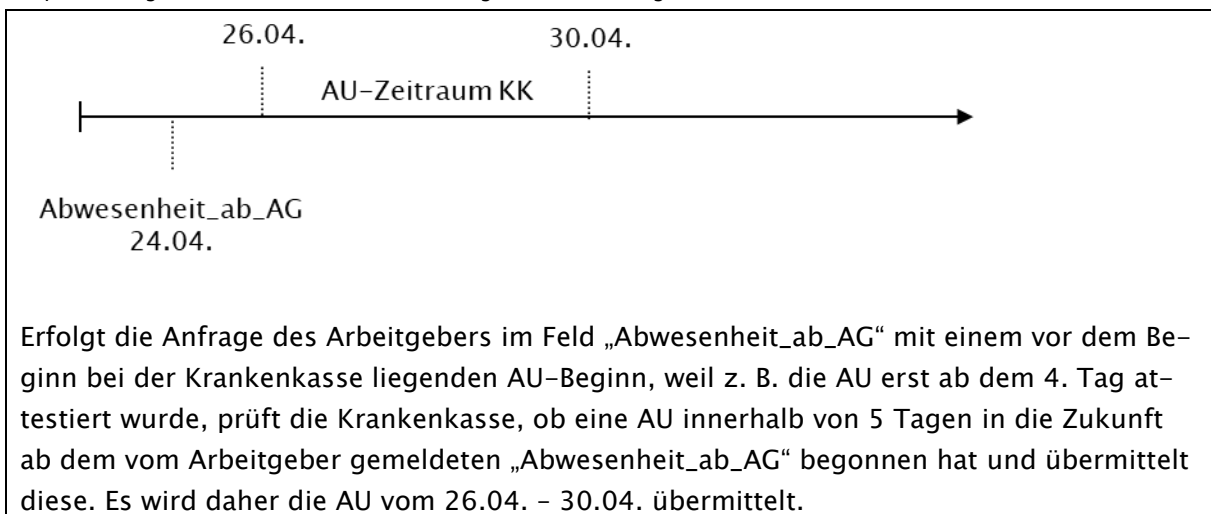 26.04.
30.04.
AU-Zeitraum KK
Abwesenheit_ab_AG
24.04.
Erfolgt die Anfrage des Arbeitgebers im Feld „Abwesenheit_ab_AG“ mit einem vor dem Be-
ginn bei der Krankenkasse liegenden AU-Beginn, weil z. B. die AU erst ab dem 4. Tag at-
testiert wurde, prüft die Krankenkasse, ob eine AU innerhalb von 5 Tagen in die Zukunft
ab dem vom Arbeitgeber gemeldeten „Abwesenheit_ab_AG“ begonnen hat und übermittelt
diese. Es wird daher die AU vom 26.04. – 30.04. übermittelt.